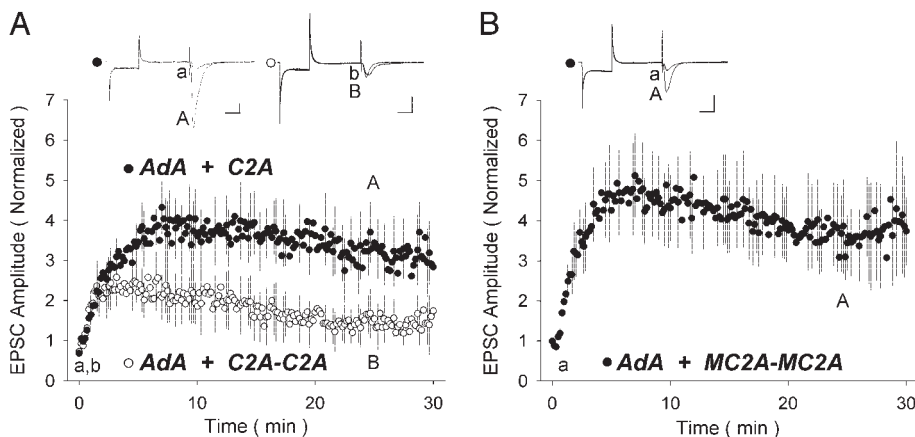 A
B
a
A
b
B
a
A
EPSC Amplitude ( Normalized )
7
6
5
4
3
2
1
0
AdA + C2A
A
AdA + C2A-C2A
B
a,b
0
10
20
30
Time ( min )
EPSC Amplitude ( Normalized )
7
6
5
4
3
2
1
0
A
a
AdA + MC2A-MC2A
0
10
20
30
Time ( min )